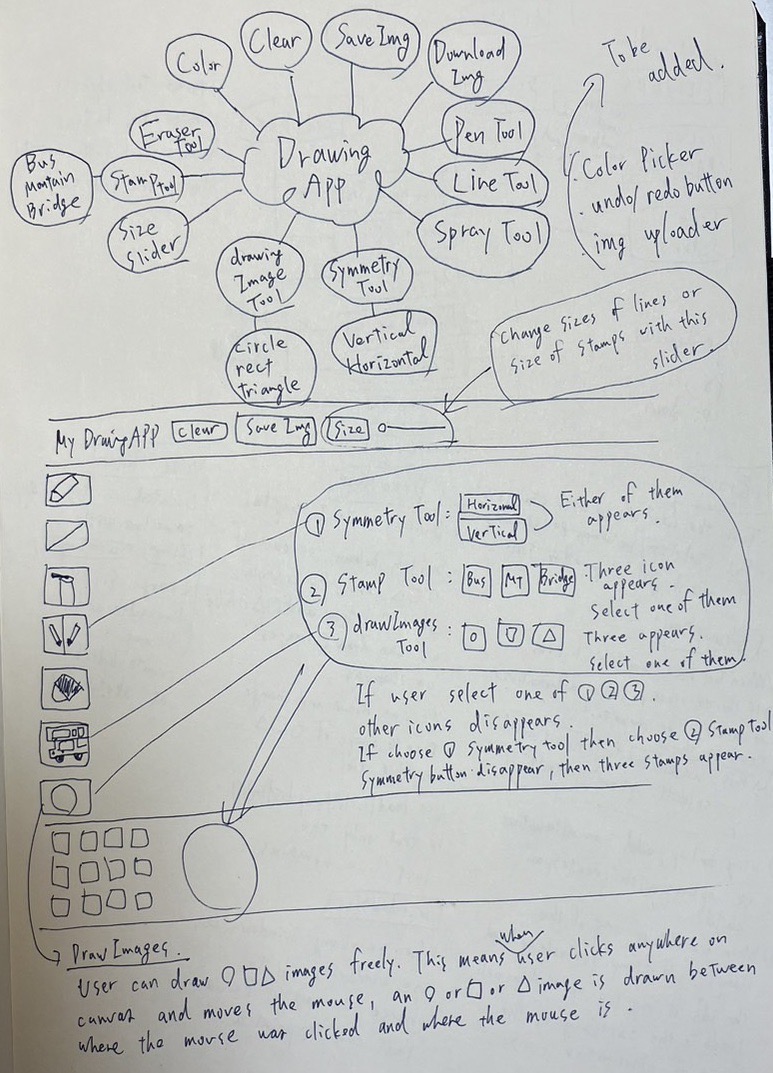 Color
Clear
Save Img
Download
Img
To be
added.
Eraser
Tool
Drawing
App
Pen Tool
Bus
Montain
Bridge
Stamp Tool
Line Tool
Size
Slider
Spray Tool
. Color Picker
. undo/redo button
. img uploader
drawing
Image
Tool
Symmetry
Tool
Circle
rect
triangle
Vertical
Horizontal
Change sizes of lines or
size of stamps with this
slider.
My DrawingAPP
Clear
Save Img
Size
① Symmetry Tool:
Horizonal
Vertical
Either of them
appears.
② Stamp Tool :
Bus
MT
Bridge
Three icon
appears.
Select one of them
③ drawImages
Tool :
Three appears.
select one of them.
If user select one of ① ② ③.
other icons disappears.
If choose ① Symmetry tool then choose ② Stamp Tool
Symmetry button disappear, then three stamps appear.
Draw Images.
User can draw ○ □ △ images freely. This means when user clicks anywhere on
canvas and moves the mouse, an ○ or □ or △ image is drawn between
where the mouse was clicked and where the mouse is.